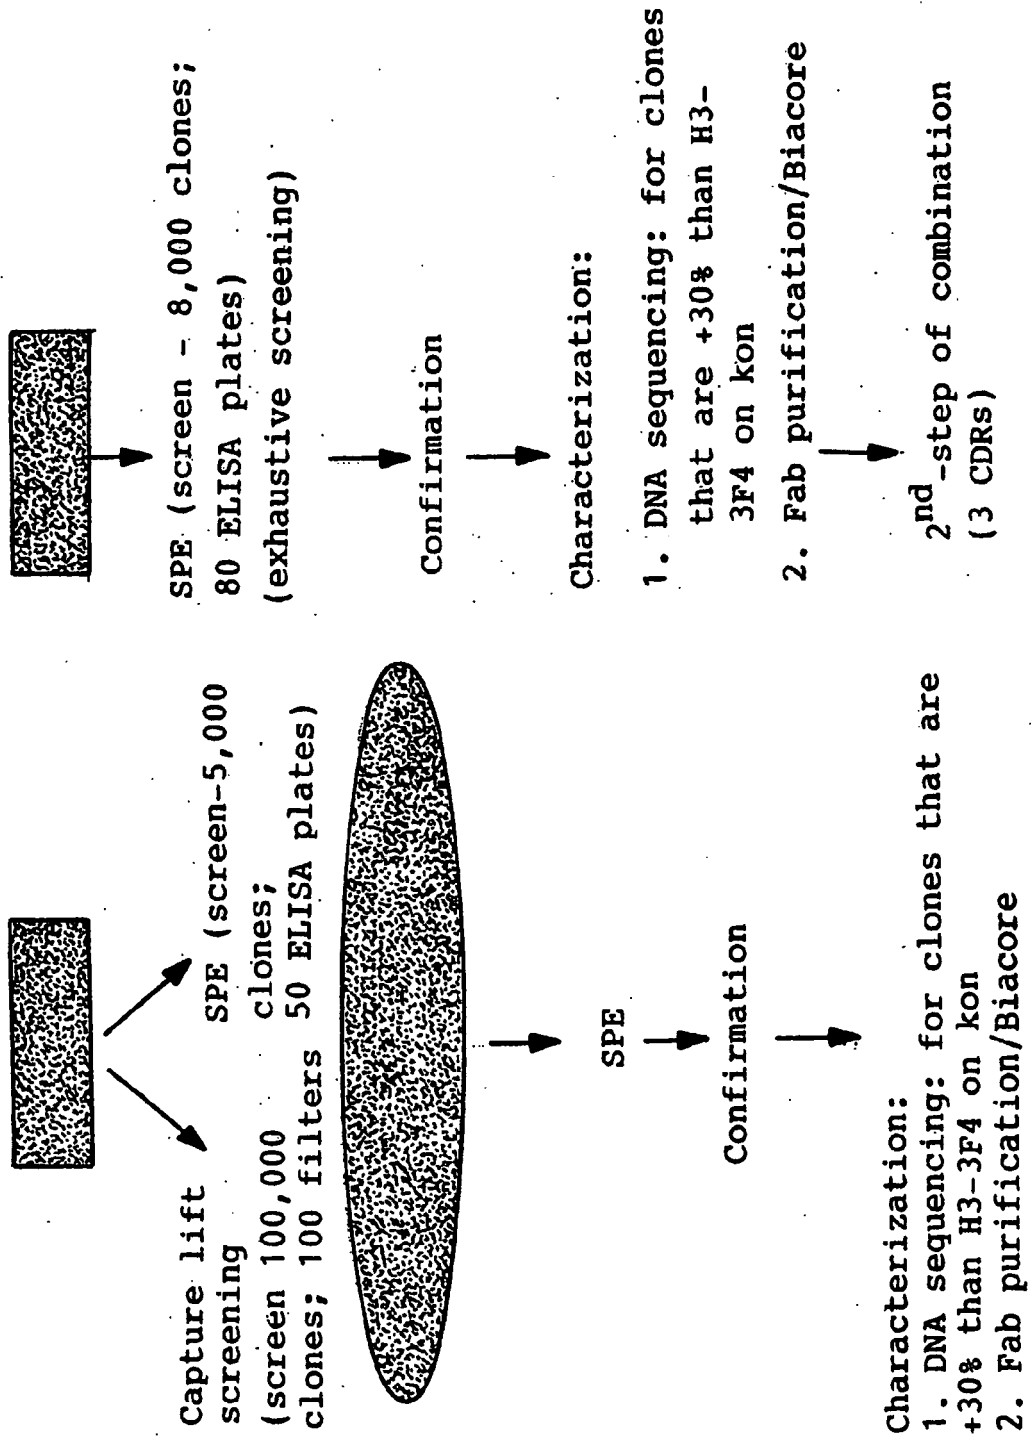 Capture lift
screening
(screen 100,000
clones; 100 filters
SPE (screen-5,000
clones;
50 ELISA plates)
SPE
Confirmation
Characterization:
1. DNA sequencing: for clones that are
+30% than H3-3F4 on kon
2. Fab purification/Biacore
SPE (screen - 8,000 clones;
80 ELISA plates)
(exhaustive screening)
Confirmation
Characterization:
1. DNA sequencing: for clones
that are +30% than H3-
3F4 on kon
2. Fab purification/Biacore
2nd-step of combination
(3 CDRs)